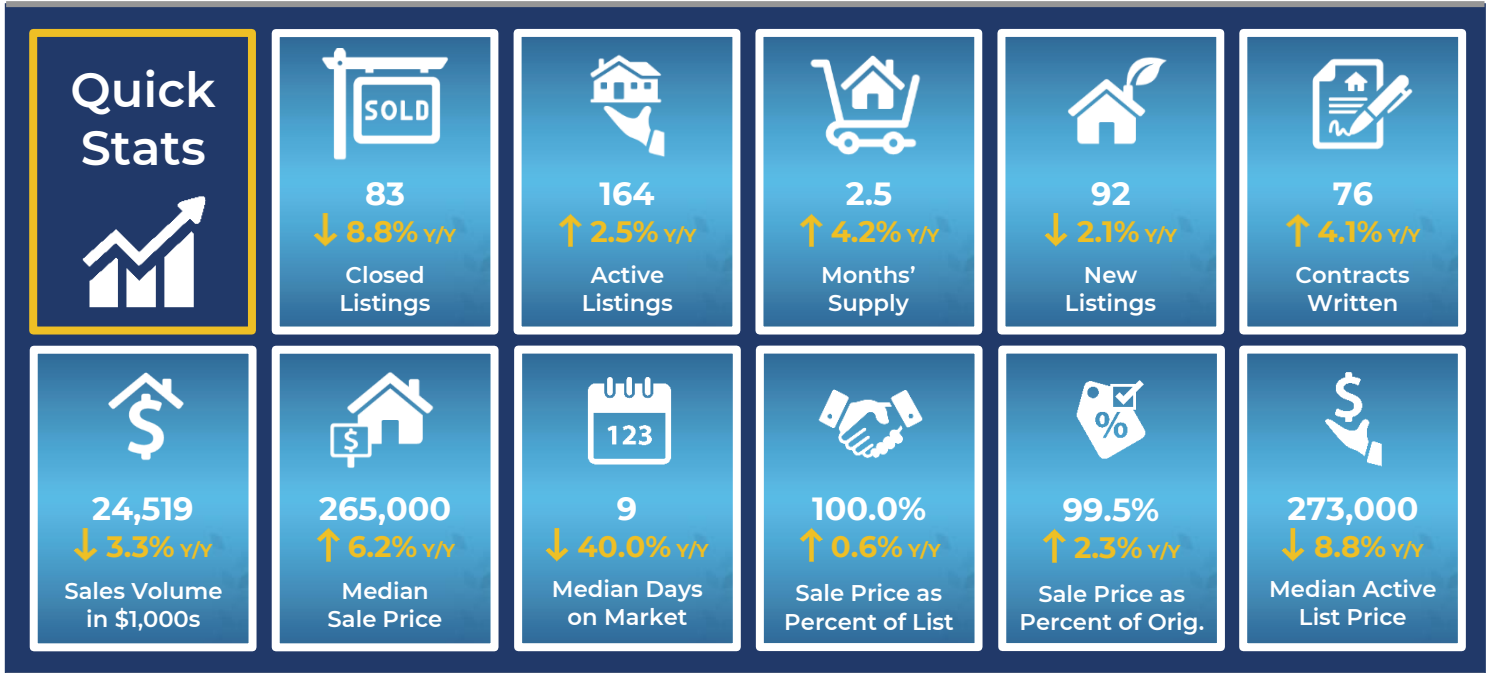 Quick
Stats
SOLD
83
↓ 8.8% Y/Y
Closed
Listings
164
↑ 2.5% Y/Y
Active
Listings
2.5
↑ 4.2% Y/Y
Months’
Supply
92
↓ 2.1% Y/Y
New
Listings
76
↑ 4.1% Y/Y
Contracts
Written
$
24,519
↓ 3.3% Y/Y
Sales Volume
in $1,000s
$
265,000
↑ 6.2% Y/Y
Median
Sale Price
123
9
↓ 40.0% Y/Y
Median Days
on Market
100.0%
↑ 0.6% Y/Y
Sale Price as
Percent of List
%
99.5%
↑ 2.3% Y/Y
Sale Price as
Percent of Orig.
$
273,000
↓ 8.8% Y/Y
Median Active
List Price